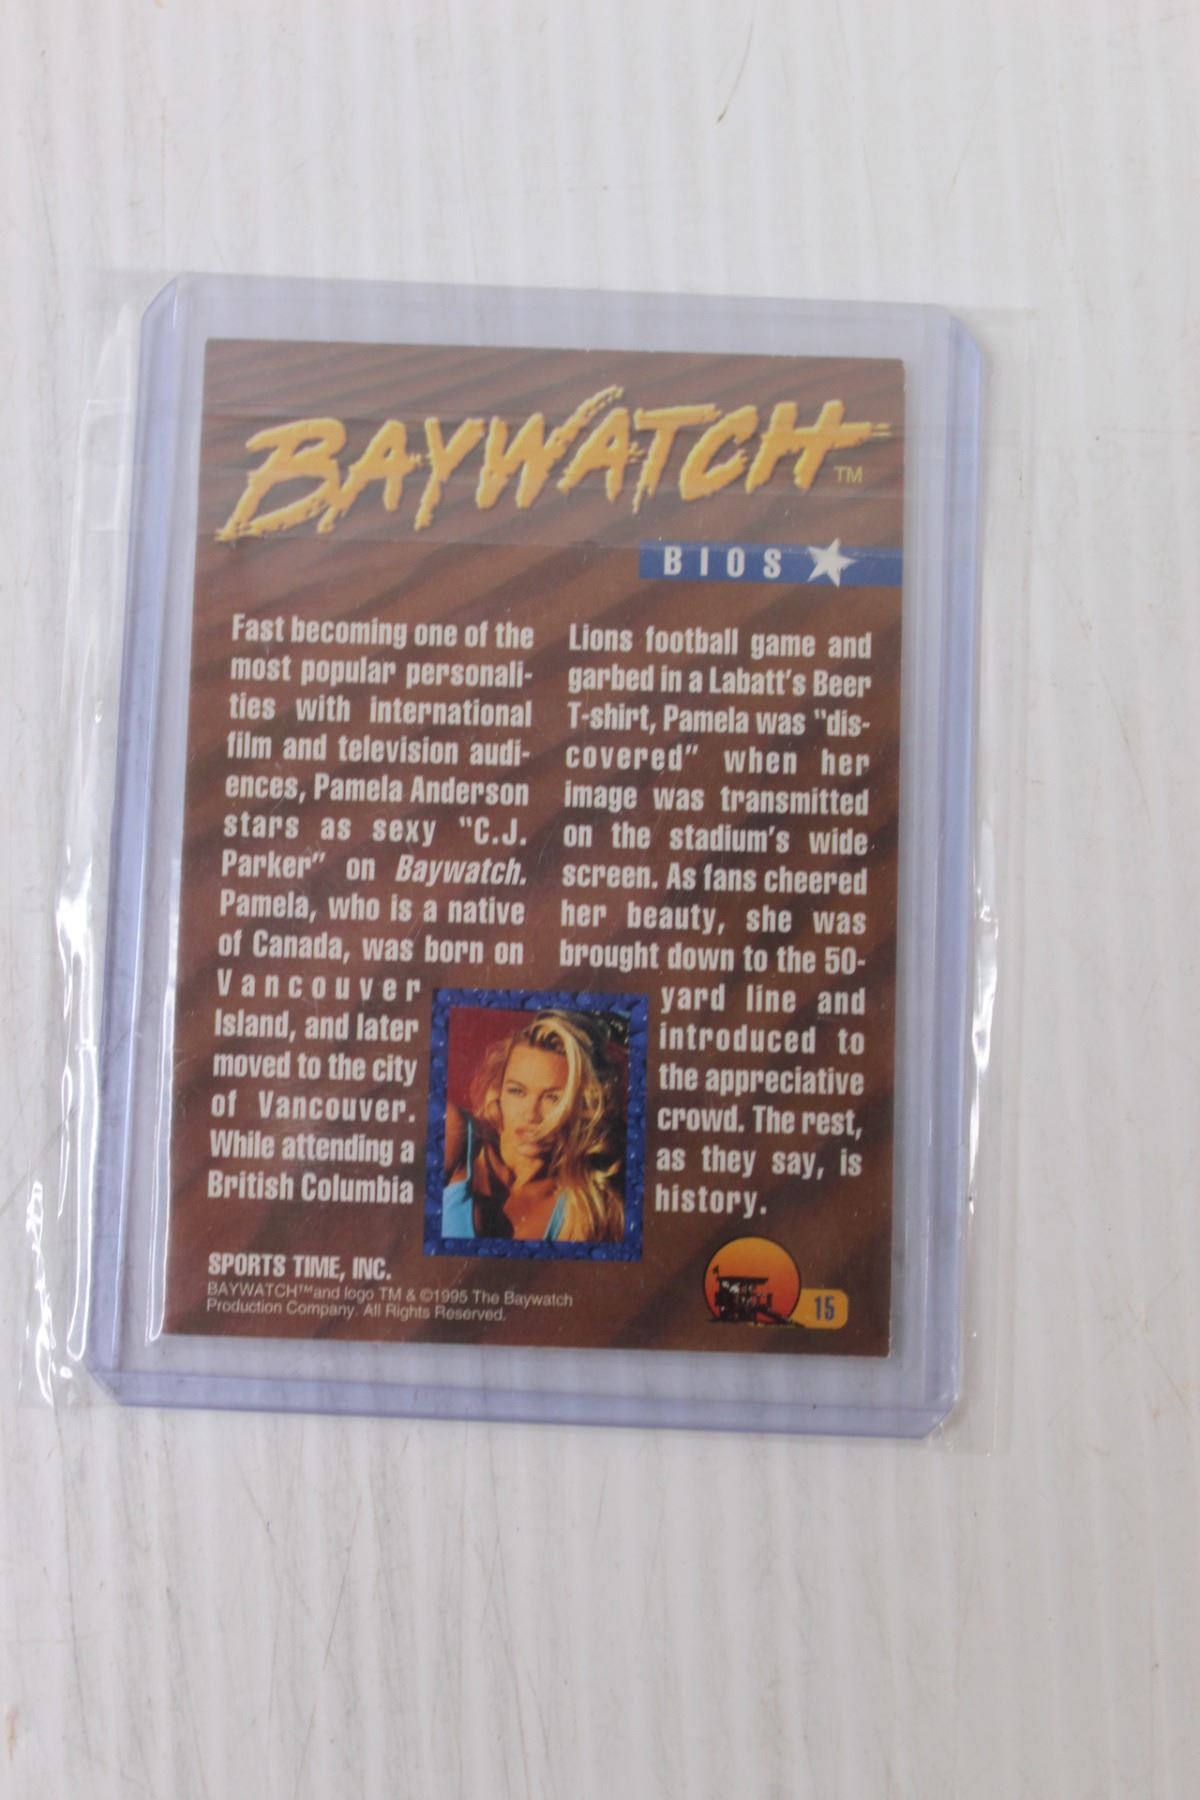 BAYWATCH™
BIOS
Fast becoming one of the
most popular personali-
ties with international
film and television audi-
ences, Pamela Anderson
stars as sexy "C.J.
Parker" on Baywatch.
Pamela, who is a native
of Canada, was born on
Vancouver
Island, and later
moved to the city
of Vancouver.
While attending a
British Columbia
Lions football game and
garbed in a Labatt's Beer
T-shirt, Pamela was "dis-
covered" when her
image was transmitted
on the stadium's wide
screen. As fans cheered
her beauty, she was
brought down to the 50-
yard line and
introduced to
the appreciative
crowd. The rest,
as they say, is
history.
SPORTS TIME, INC.
BAYWATCH™and logo TM & ©1995 The Baywatch
Production Company. All Rights Reserved.
15